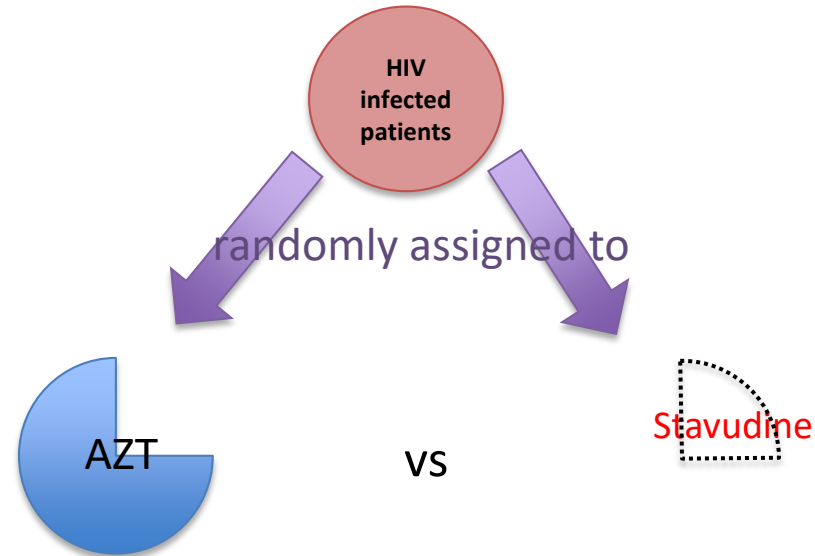 HIV
infected
patients
randomly assigned to
AZT
vs
Stavudine